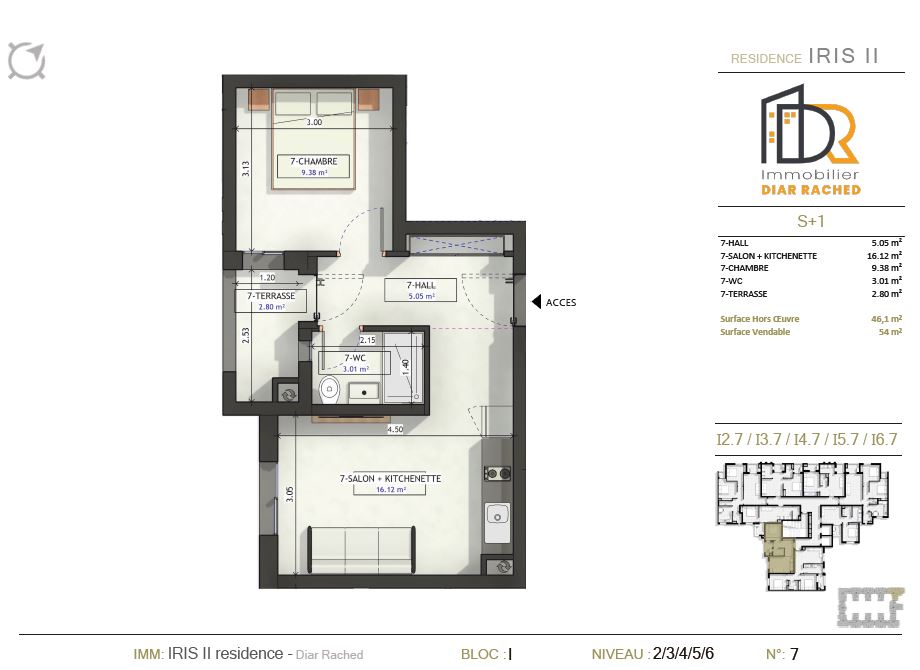 RESIDENCE IRIS II
DR
Immobilier
DIAR RACHED
S+1
7-HALL 5.05 m²
7-SALON + KITCHENETTE 16.12 m²
7-CHAMBRE 9.38 m²
7-WC 3.01 m²
7-TERRASSE 2.80 m²
Surface Hors Œuvre 46,1 m²
Surface Vendable 54 m²
I2.7 / I3.7 / I4.7 / I5.7 / I6.7
3.00
3.13
7-CHAMBRE
9.38 m²
1.20
7-TERRASSE
2.80 m²
2.53
7-HALL
5.05 m²
ACCES
2.15
7-WC
3.01 m²
1.40
4.50
7-SALON + KITCHENETTE
16.12 m²
3.05
IMM: IRIS II residence - Diar Rached
BLOC : I
NIVEAU : 2/3/4/5/6
N°: 7